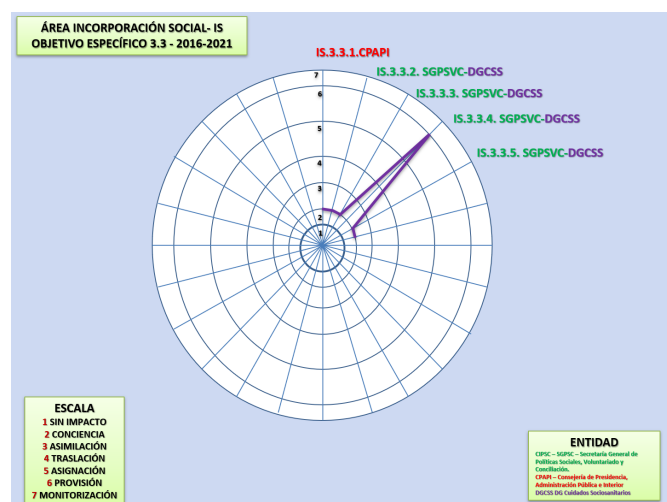 ÁREA INCORPORACIÓN SOCIAL- IS
OBJETIVO ESPECÍFICO 3.3 - 2016-2021
IS.3.3.1.CPAPI
IS.3.3.2. SGPSVC-DGCSS
IS.3.3.3. SGPSVC-DGCSS
IS.3.3.4. SGPSVC-DGCSS
IS.3.3.5. SGPSVC-DGCSS
7
6
5
4
3
2
1
ESCALA
1 SIN IMPACTO
2 CONCIENCIA
3 ASIMILACIÓN
4 TRASLACIÓN
5 ASIGNACIÓN
6 PROVISIÓN
7 MONITORIZACIÓN
ENTIDAD
CIPSC – SGPSC – Secretaría General de
Políticas Sociales, Voluntariado y
Conciliación.
CPAPI – Consejería de Presidencia,
Administración Pública e Interior
DGCSS DG Cuidados Sociosanitarios